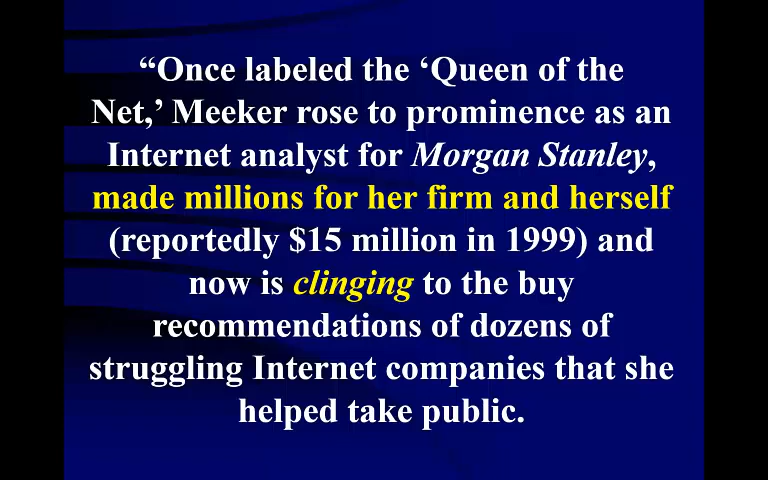 “Once labeled the ‘Queen of the
Net,’ Meeker rose to prominence as an
Internet analyst for Morgan Stanley,
made millions for her firm and herself
(reportedly $15 million in 1999) and
now is clinging to the buy
recommendations of dozens of
struggling Internet companies that she
helped take public.